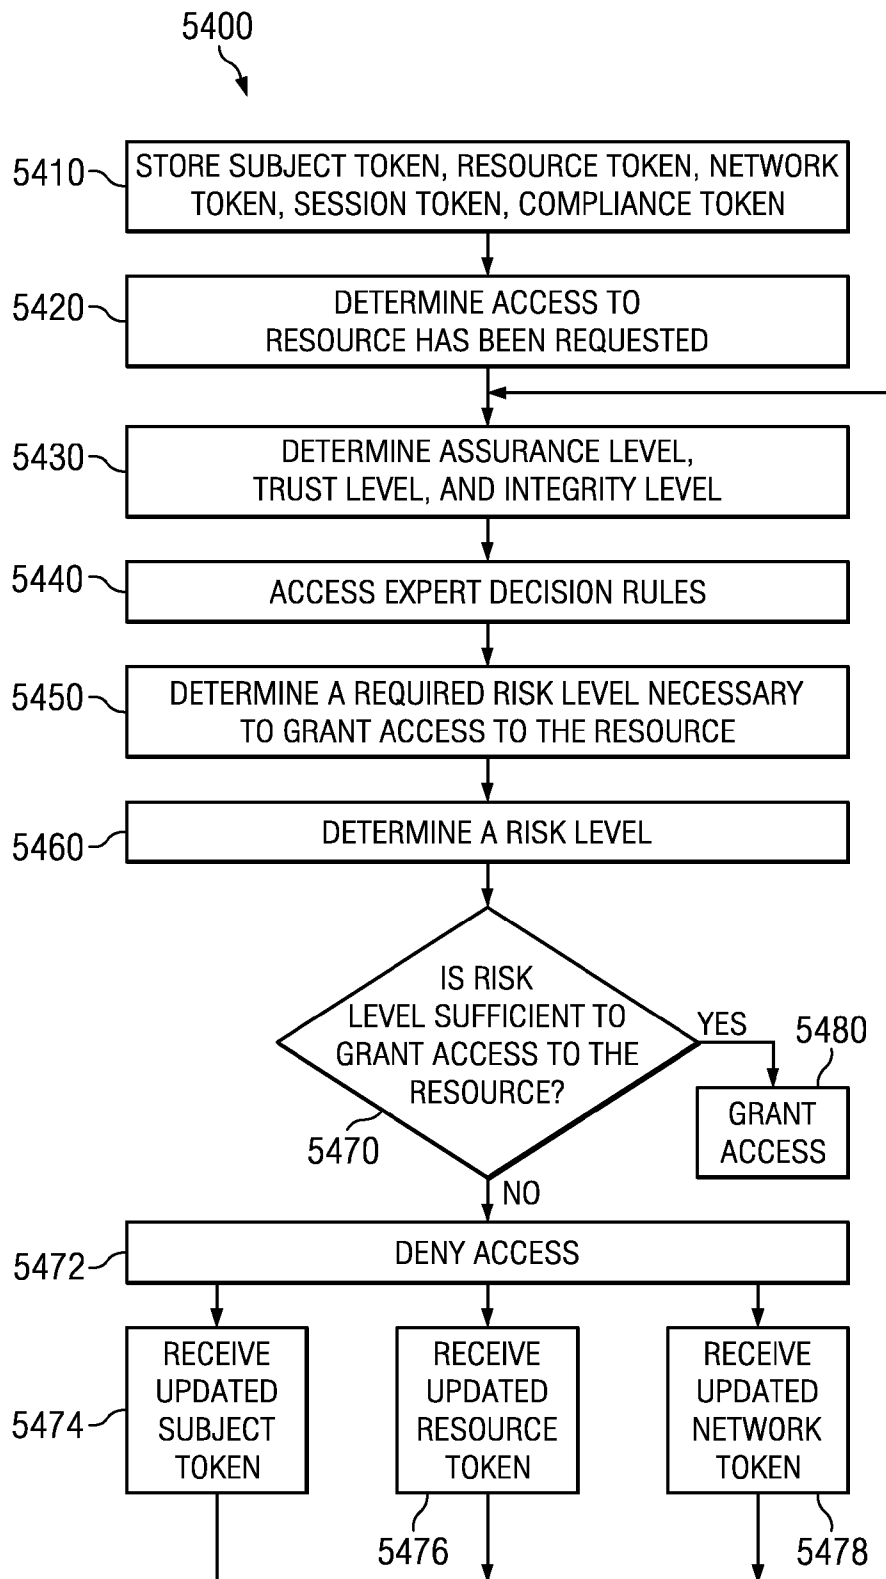 5400
5410
STORE SUBJECT TOKEN, RESOURCE TOKEN, NETWORK
TOKEN, SESSION TOKEN, COMPLIANCE TOKEN
5420
DETERMINE ACCESS TO
RESOURCE HAS BEEN REQUESTED
5430
DETERMINE ASSURANCE LEVEL,
TRUST LEVEL, AND INTEGRITY LEVEL
5440
ACCESS EXPERT DECISION RULES
5450
DETERMINE A REQUIRED RISK LEVEL NECESSARY
TO GRANT ACCESS TO THE RESOURCE
5460
DETERMINE A RISK LEVEL
IS RISK
LEVEL SUFFICIENT TO
GRANT ACCESS TO THE
RESOURCE?
5470
YES
5480
GRANT
ACCESS
NO
5472
DENY ACCESS
5474
RECEIVE
UPDATED
SUBJECT
TOKEN
RECEIVE
UPDATED
RESOURCE
TOKEN
5476
RECEIVE
UPDATED
NETWORK
TOKEN
5478